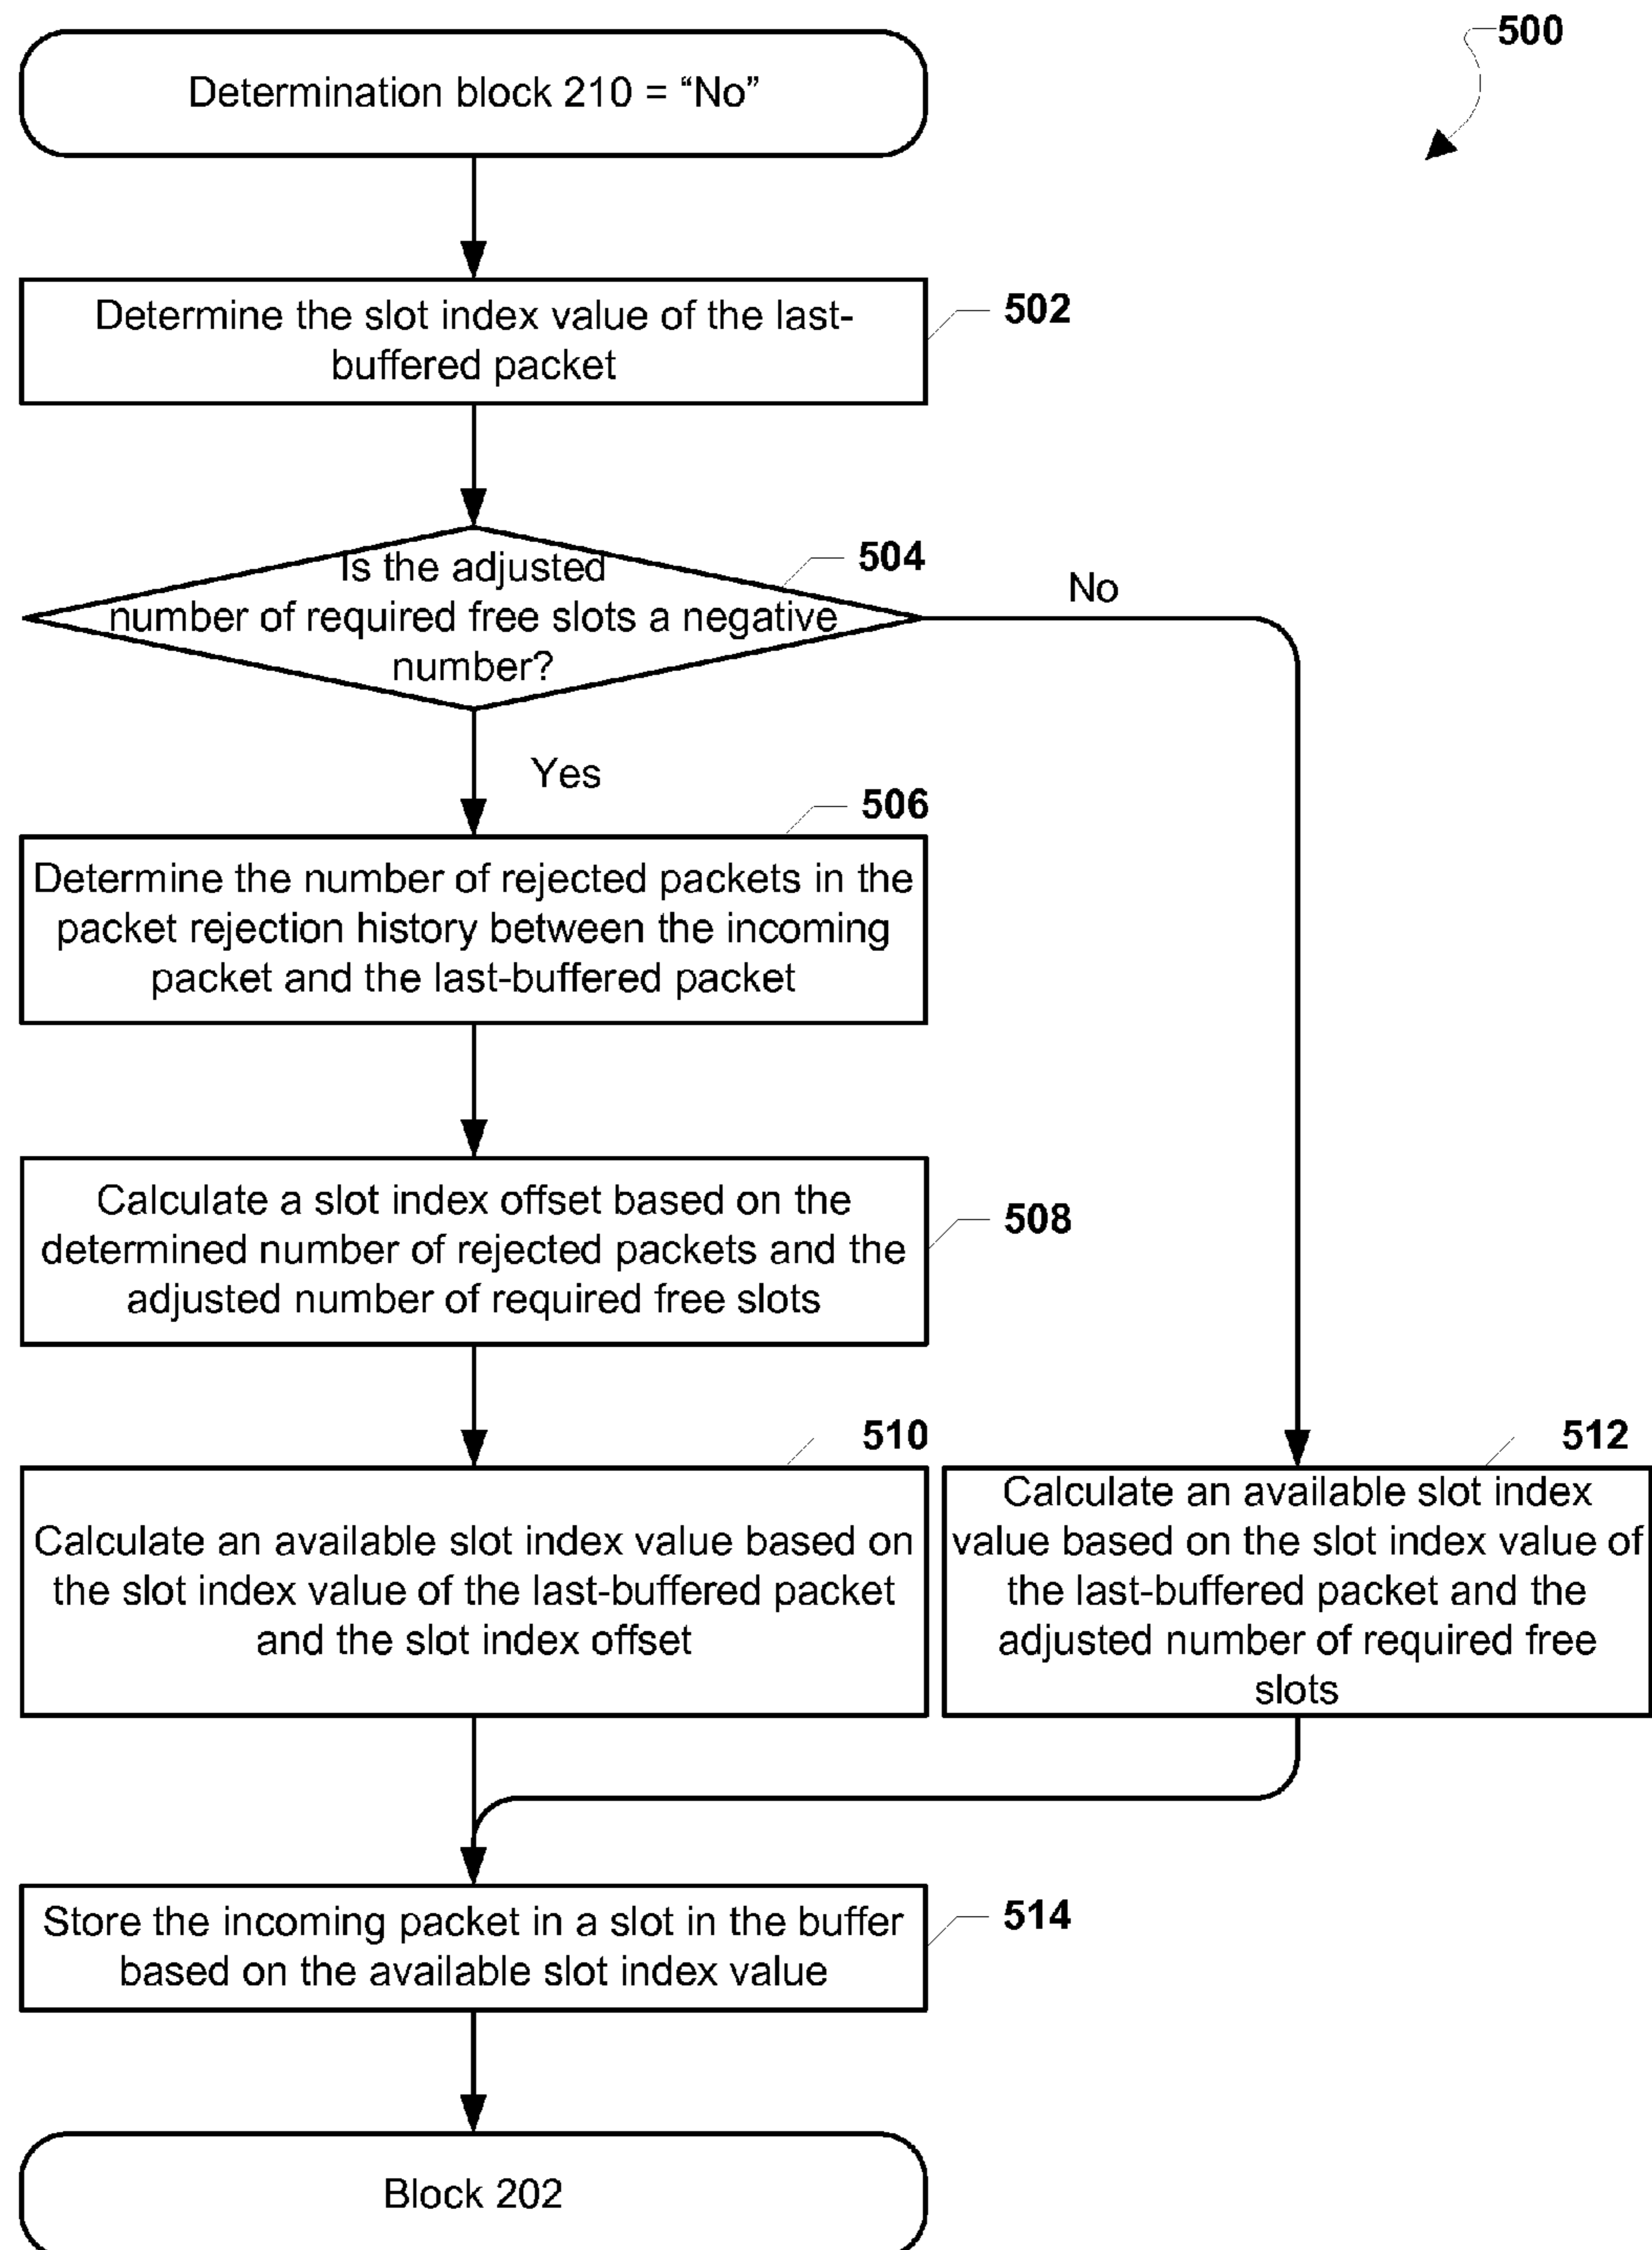 500
Determination block 210 = “No”
Determine the slot index value of the last-
buffered packet
502
Is the adjusted
number of required free slots a negative
number?
504
No
Yes
506
Determine the number of rejected packets in the
packet rejection history between the incoming
packet and the last-buffered packet
Calculate a slot index offset based on the
determined number of rejected packets and the
adjusted number of required free slots
508
510
Calculate an available slot index value based on
the slot index value of the last-buffered packet
and the slot index offset
512
Calculate an available slot index
value based on the slot index value of
the last-buffered packet and the
adjusted number of required free
slots
Store the incoming packet in a slot in the buffer
based on the available slot index value
514
Block 202